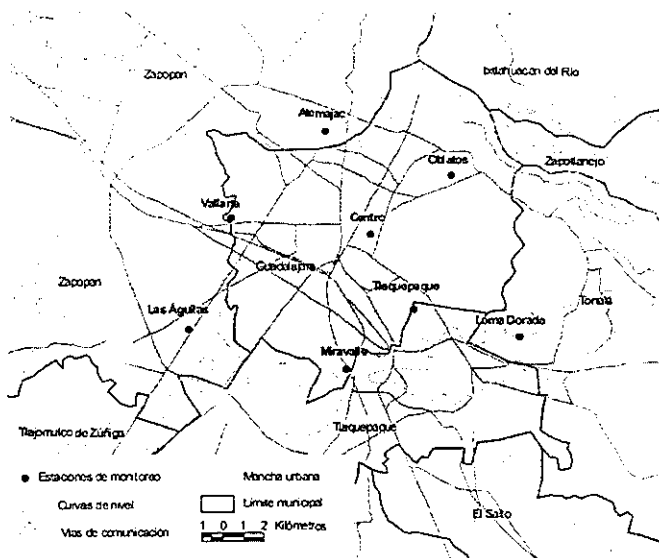 Zapopan
Ixtlahuacan del Río
Atemajac
Oblatos
Zapotlanejo
Vallarta
Centro
Guadalajara
Zapopan
Tlaquepaque
Tonalá
Las Águilas
Loma Dorada
Miravalle
Tlajomulco de Zúñiga
Tlaquepaque
Estaciones de monitoreo
Mancha urbana
Curvas de nivel
Límite municipal
El Salto
Vías de comunicación
1 0 1 2 Kilómetros